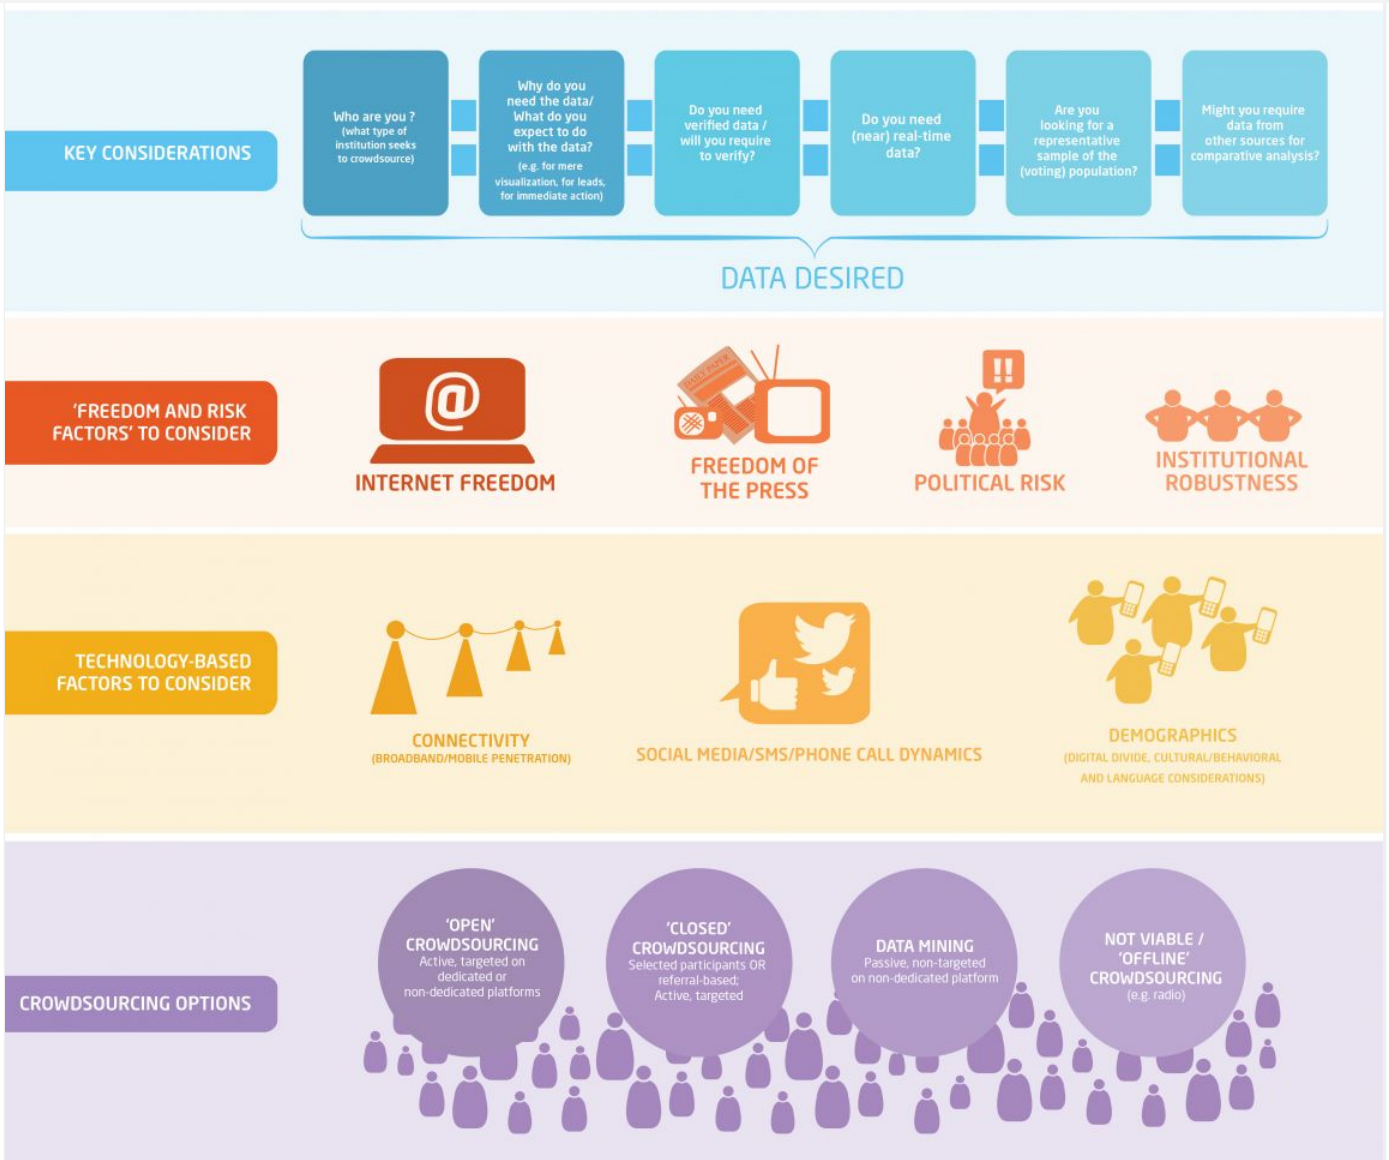 KEY CONSIDERATIONS
Who are you ?
(what type of
institution seeks
to crowdsource)
Why do you
need the data/
What do you
expect to do
with the data?
(e.g. for mere
visualization, for leads,
for immediate action)
Do you need
verified data /
will you require
to verify?
Do you need
(near) real-time
data?
Are you
looking for a
representative
sample of the
(voting) population?
Might you require
data from
other sources for
comparative analysis?
DATA DESIRED
'FREEDOM AND RISK
FACTORS' TO CONSIDER
@
INTERNET FREEDOM
DAILY PAPER
FREEDOM OF
THE PRESS
!!
POLITICAL RISK
INSTITUTIONAL
ROBUSTNESS
TECHNOLOGY-BASED
FACTORS TO CONSIDER
CONNECTIVITY
(BROADBAND/MOBILE PENETRATION)
SOCIAL MEDIA/SMS/PHONE CALL DYNAMICS
DEMOGRAPHICS
(DIGITAL DIVIDE, CULTURAL/BEHAVIORAL
AND LANGUAGE CONSIDERATIONS)
CROWDSOURCING OPTIONS
'OPEN'
CROWDSOURCING
Active, targeted on
dedicated or
non-dedicated platforms
'CLOSED'
CROWDSOURCING
Selected participants OR
referral-based;
Active, targeted
DATA MINING
Passive, non-targeted
on non-dedicated platform
NOT VIABLE /
'OFFLINE'
CROWDSOURCING
(e.g. radio)